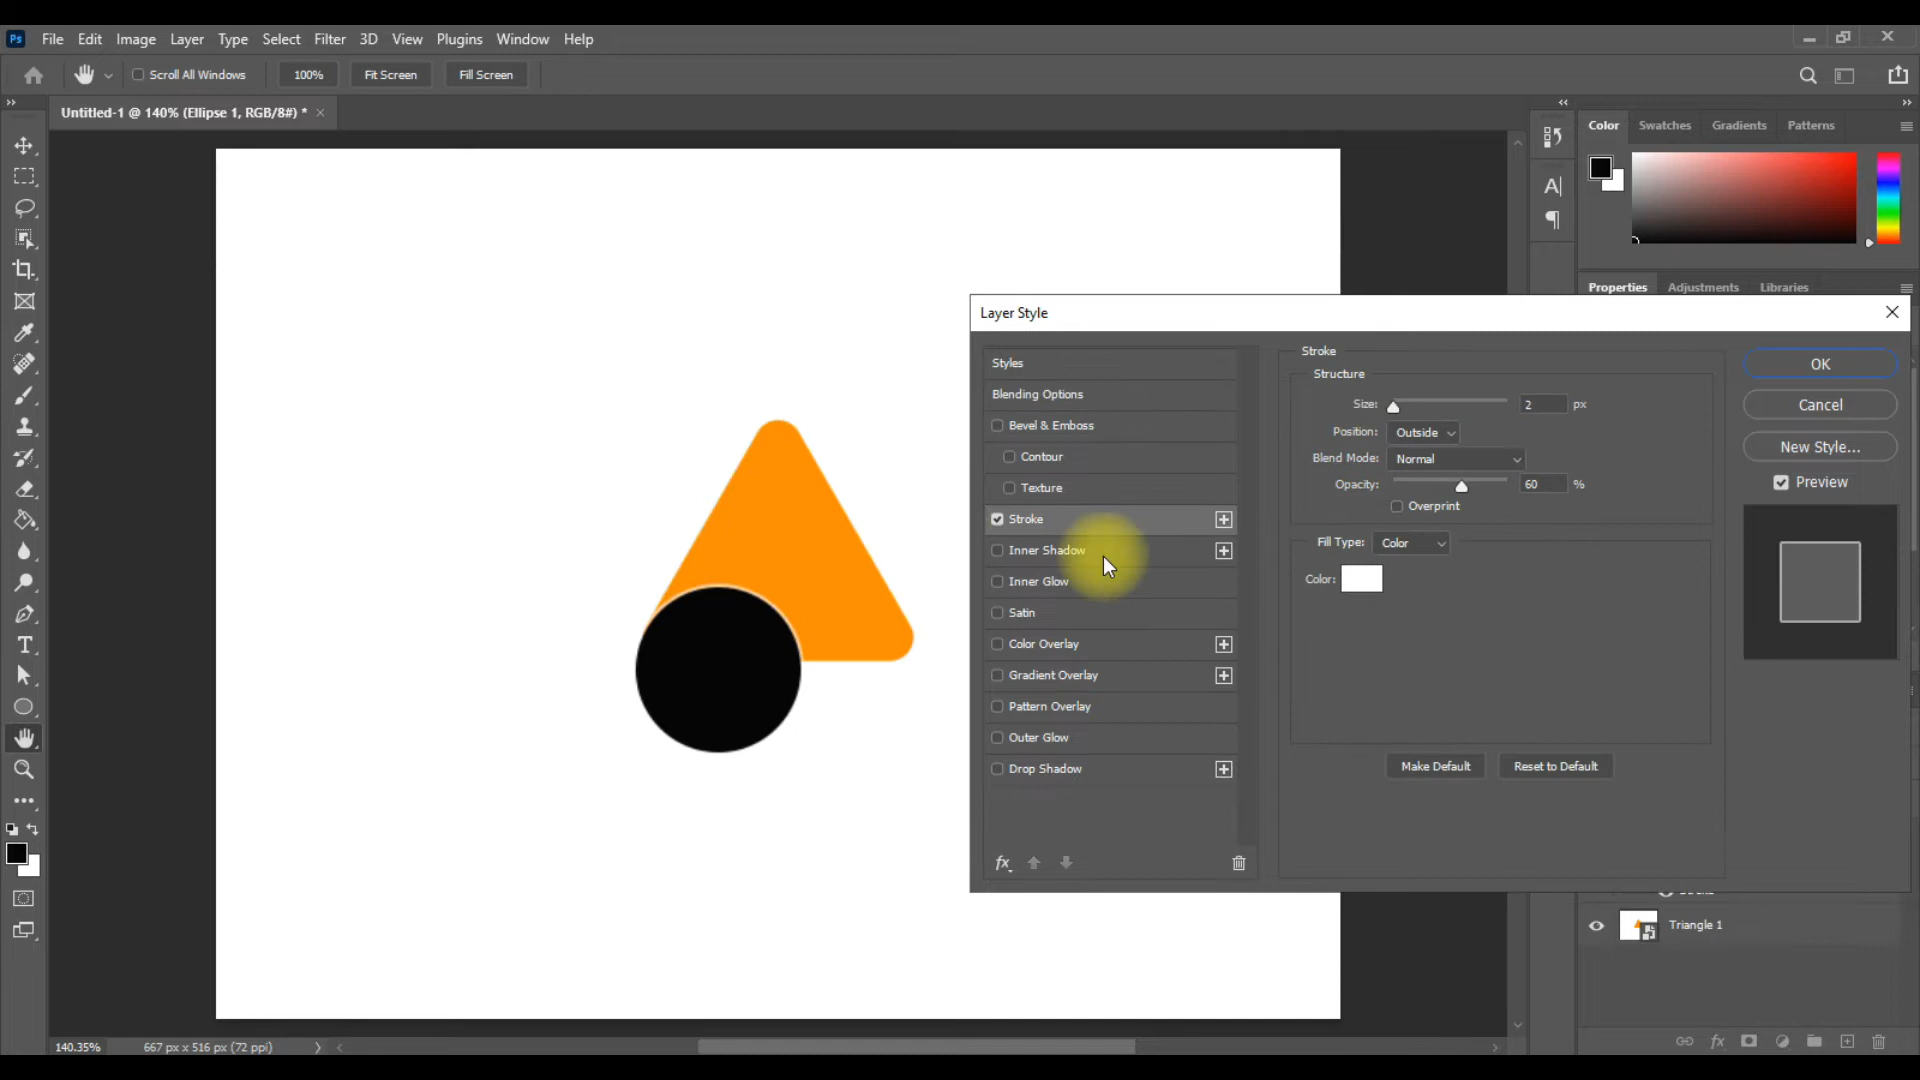 Ps File Edit Image Layer Type Select Filter 3D View Plugins Window Help
Scroll All Windows 100% Fit Screen Fill Screen
Untitled-1 @ 140% (Ellipse 1, RGB/8#) *
Color Swatches Gradients Patterns
Properties Adjustments Libraries
Layer Style
Styles
Blending Options
Bevel & Emboss
Contour
Texture
Stroke
Inner Shadow
Inner Glow
Satin
Color Overlay
Gradient Overlay
Pattern Overlay
Outer Glow
Drop Shadow
fx
Stroke
Structure
Size: 2 px
Position: Outside
Blend Mode: Normal
Opacity: 60 %
Overprint
Fill Type: Color
Color:
Make Default Reset to Default
OK
Cancel
New Style...
Preview
Triangle 1
fx
140.35% 667 px x 516 px (72 ppi)